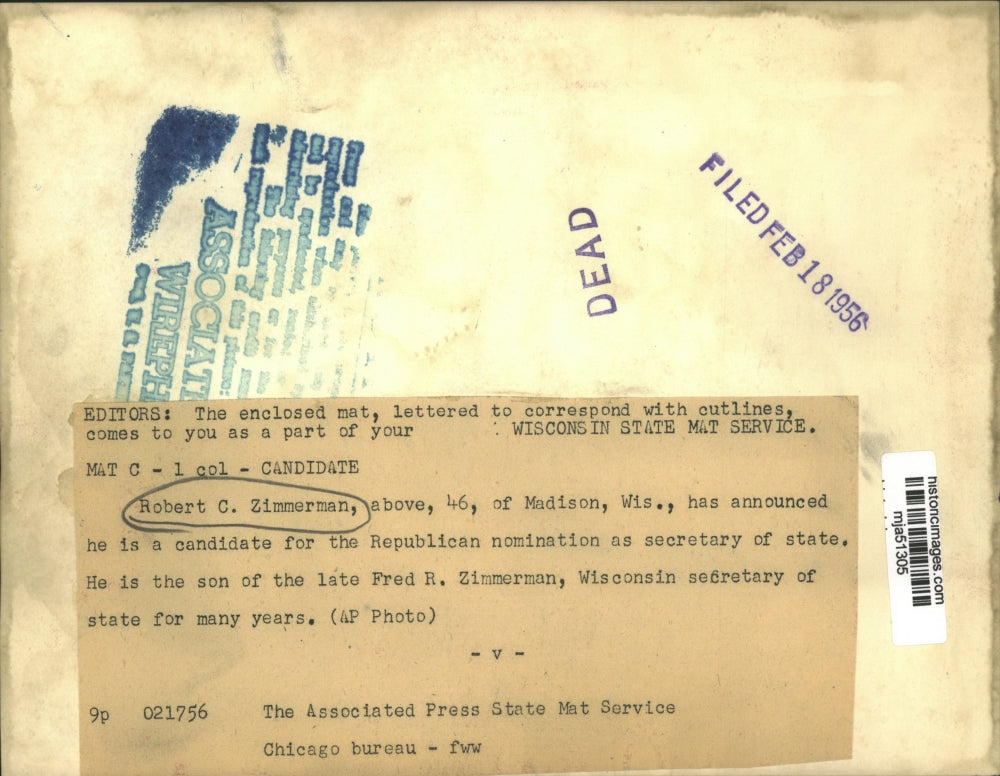 ASSOCIAT
WIREPH
DEAD
FILED FEB 18 1956
EDITORS: The enclosed mat, lettered to correspond with cutlines,
comes to you as a part of your : WISCONSIN STATE MAT SERVICE.
MAT C - 1 col - CANDIDATE
Robert C. Zimmerman, above, 46, of Madison, Wis., has announced
he is a candidate for the Republican nomination as secretary of state.
He is the son of the late Fred R. Zimmerman, Wisconsin secretary of
state for many years. (AP Photo)
- v -
9p 021756 The Associated Press State Mat Service
Chicago bureau - fww
historicimages.com
mja51305